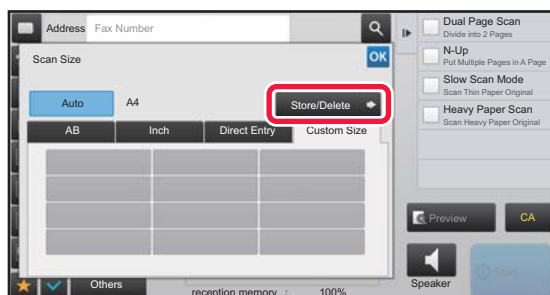 Address Fax Number
Scan Size
OK
Auto A4 Store/Delete
AB Inch Direct Entry Custom Size
Others
reception memory : 100%
Dual Page Scan
Divide into 2 Pages
N-Up
Put Multiple Pages in A Page
Slow Scan Mode
Scan Thin Paper Original
Heavy Paper Scan
Scan Heavy Paper Original
Preview CA
Speaker Start